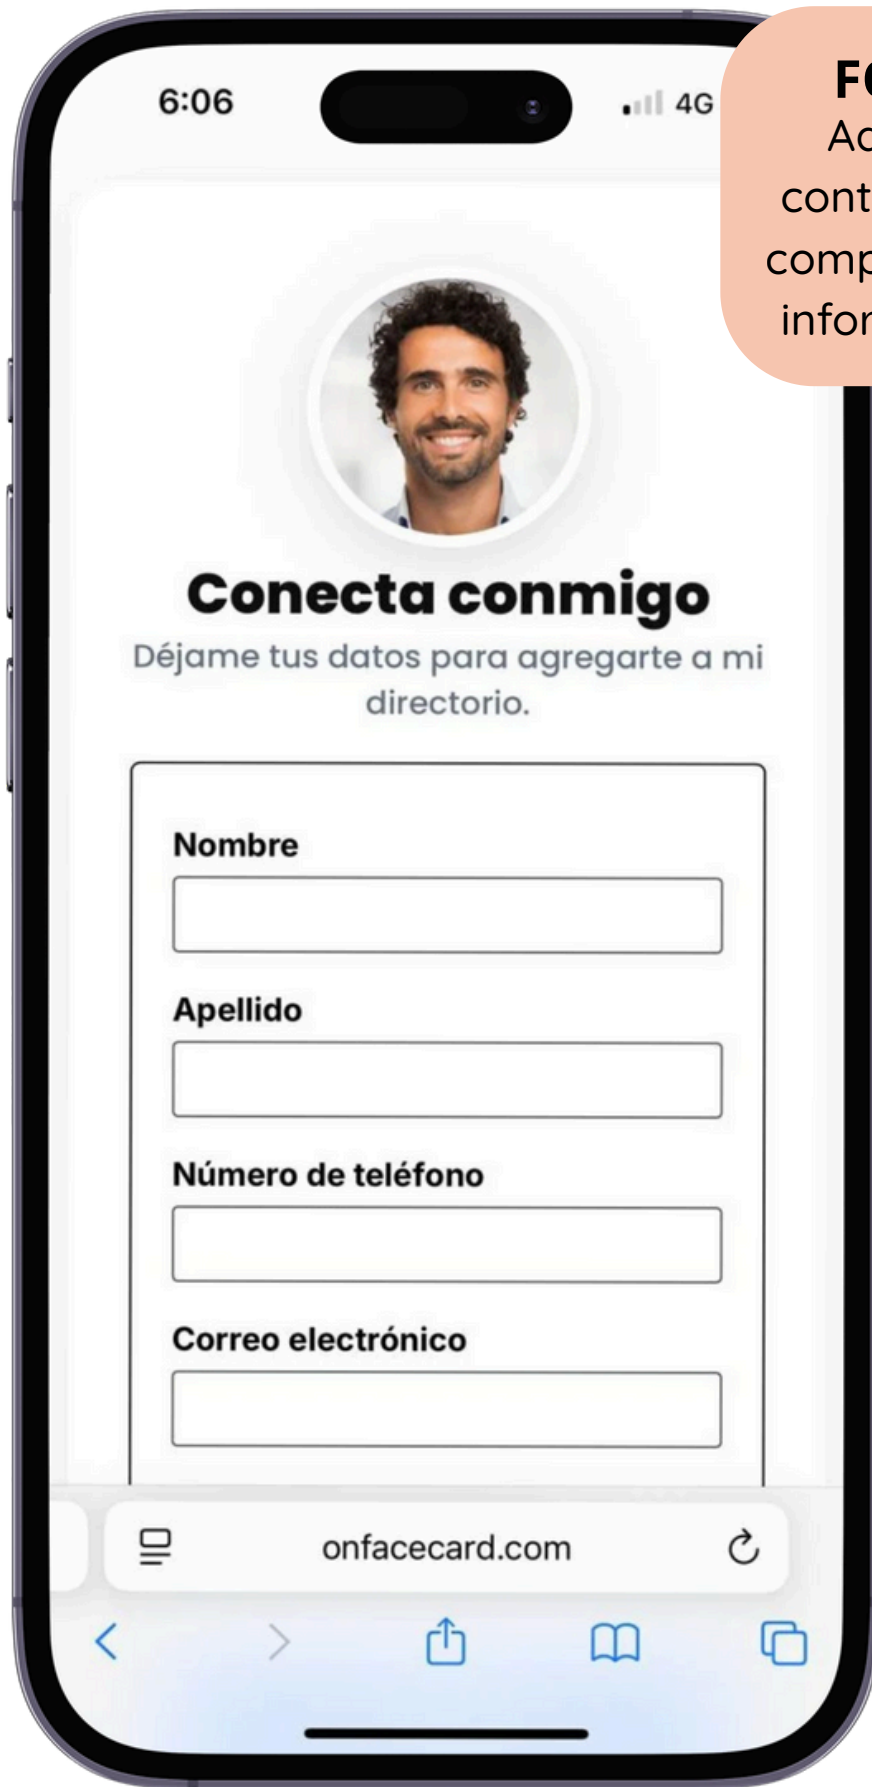 6:06
4G
Conecta conmigo
Déjame tus datos para agregarte a mi
directorio.
Nombre
Apellido
Número de teléfono
Correo electrónico
onfacecard.com